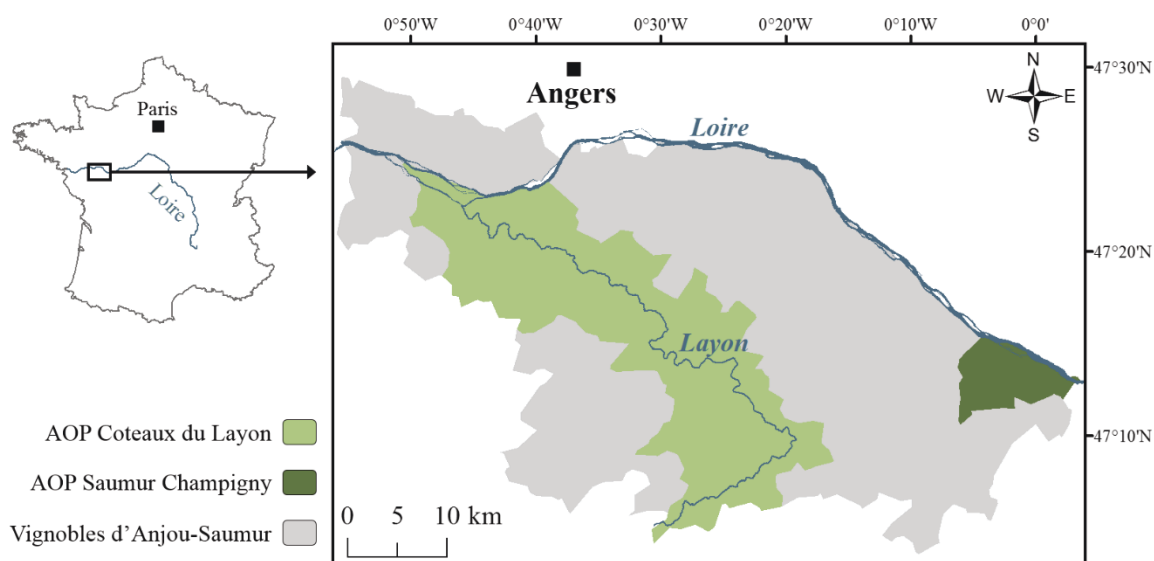 Paris
Loire
0°50'W 0°40'W 0°30'W 0°20'W 0°10'W 0°0'
Angers
Loire
Layon
N
W E
S
47°30'N
47°20'N
47°10'N
AOP Coteaux du Layon
AOP Saumur Champigny
Vignobles d’Anjou-Saumur
0 5 10 km